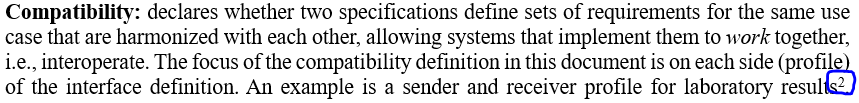 Compatibility: declares whether two specifications define sets of requirements for the same use
case that are harmonized with each other, allowing systems that implement them to work together,
i.e., interoperate. The focus of the compatibility definition in this document is on each side (profile)
of the interface definition. An example is a sender and receiver profile for laboratory results².